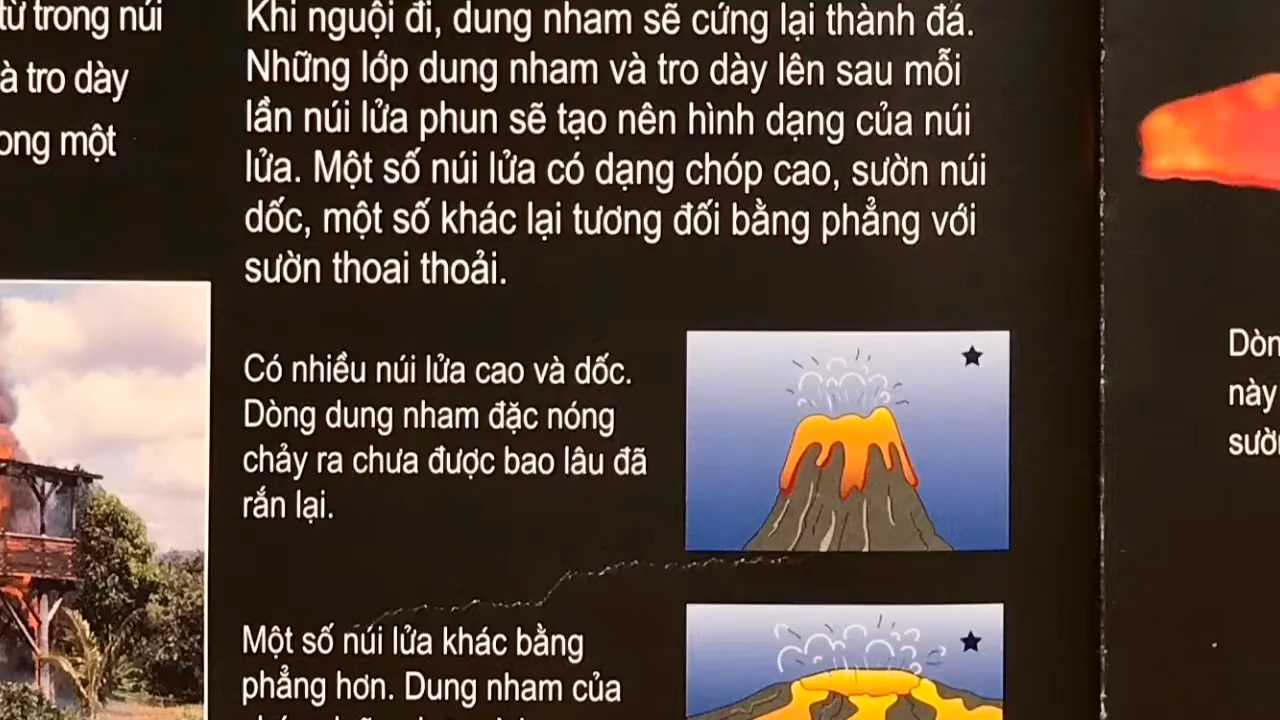 từ trong núi
à tro dày
ong một
Khi nguội đi, dung nham sẽ cứng lại thành đá.
Những lớp dung nham và tro dày lên sau mỗi
lần núi lửa phun sẽ tạo nên hình dạng của núi
lửa. Một số núi lửa có dạng chóp cao, sườn núi
dốc, một số khác lại tương đối bằng phẳng với
sườn thoai thoải.
Có nhiều núi lửa cao và dốc.
Dòng dung nham đặc nóng
chảy ra chưa được bao lâu đã
rắn lại.
Một số núi lửa khác bằng
phẳng hơn. Dung nham của
Dòn
này
sườn